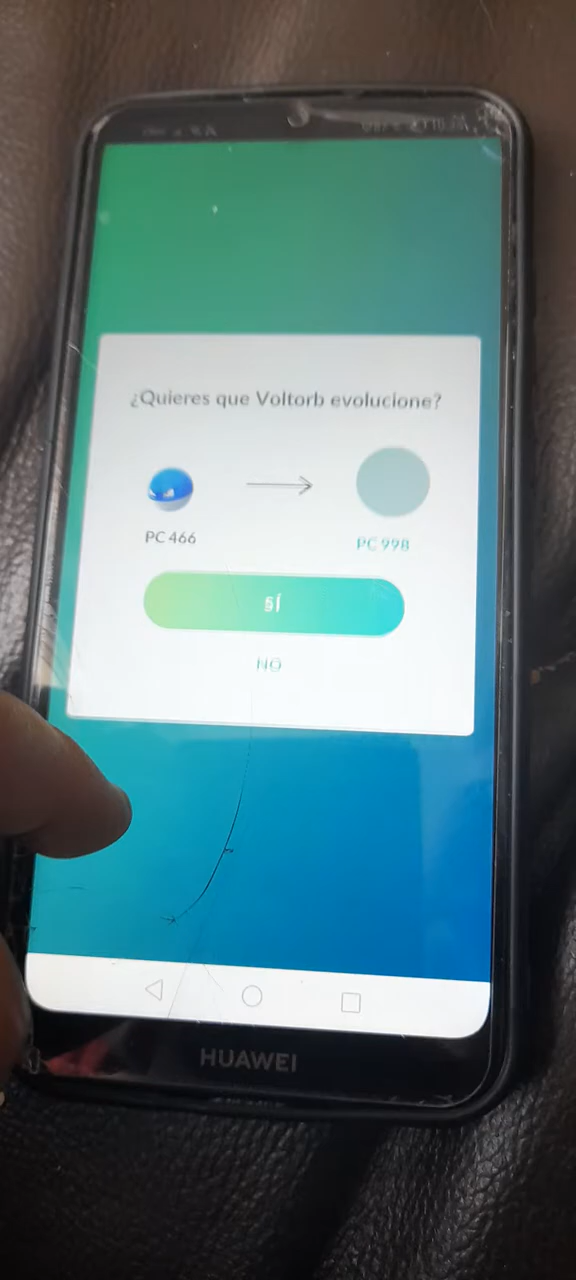 ¿Quieres que Voltorb evolucione?
PC 466
PC 998
SÍ
NO
HUAWEI